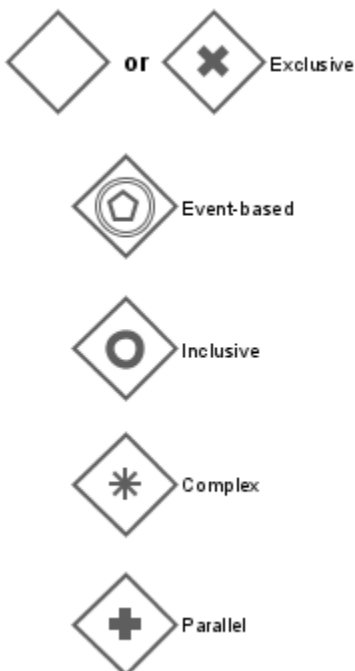 or Exclusive
Event-based
Inclusive
Complex
Parallel